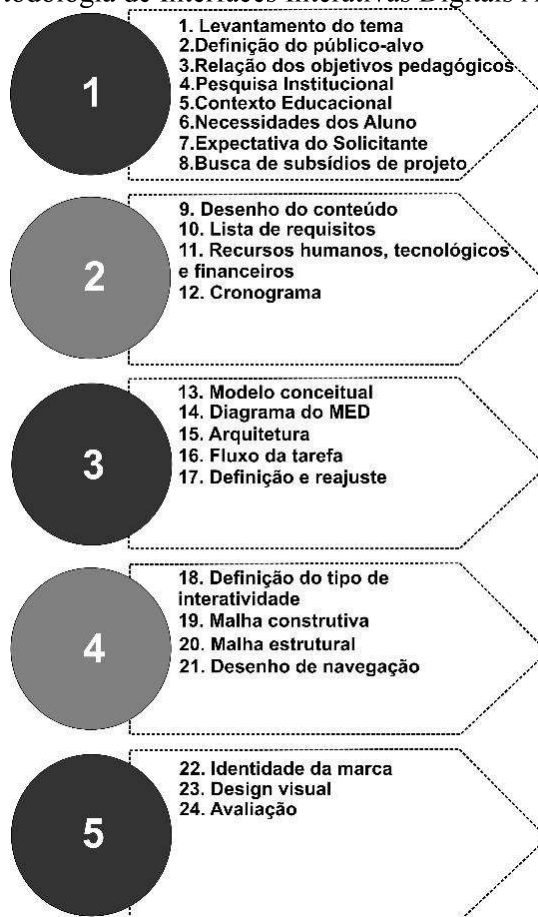 de Interfaces Interativas Digitais
1
1. Levantamento do tema
2.Definição do público-alvo
3.Relação dos objetivos pedagógicos
4.Pesquisa Institucional
5.Contexto Educacional
6.Necessidades dos Aluno
7.Expectativa do Solicitante
8.Busca de subsídios de projeto
2
9. Desenho do conteúdo
10. Lista de requisitos
11. Recursos humanos, tecnológicos
e financeiros
12. Cronograma
3
13. Modelo conceitual
14. Diagrama do MED
15. Arquitetura
16. Fluxo da tarefa
17. Definição e reajuste
4
18. Definição do tipo de
interatividade
19. Malha construtiva
20. Malha estrutural
21. Desenho de navegação
5
22. Identidade da marca
23. Design visual
24. Avaliação